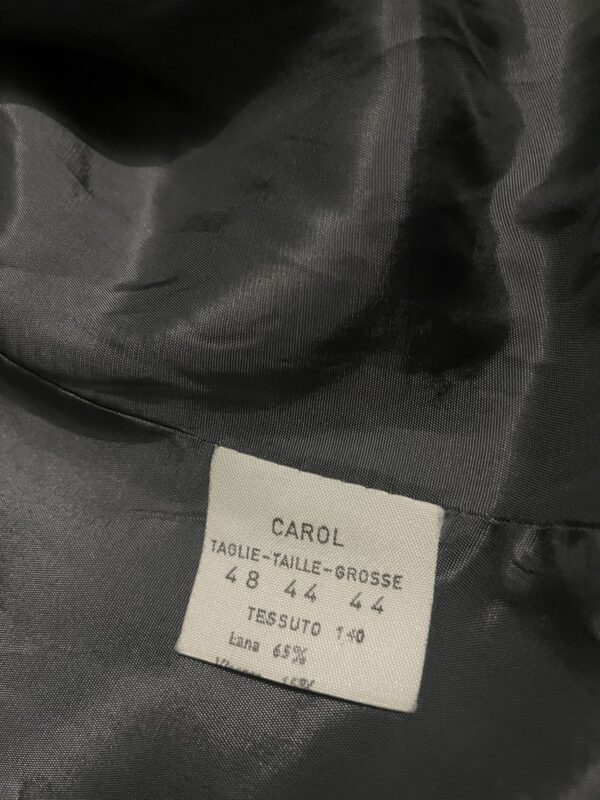 CAROL
TAGLIE-TAILLE-GROSSE
48 44 44
TESSUTO 140
Lana 65%